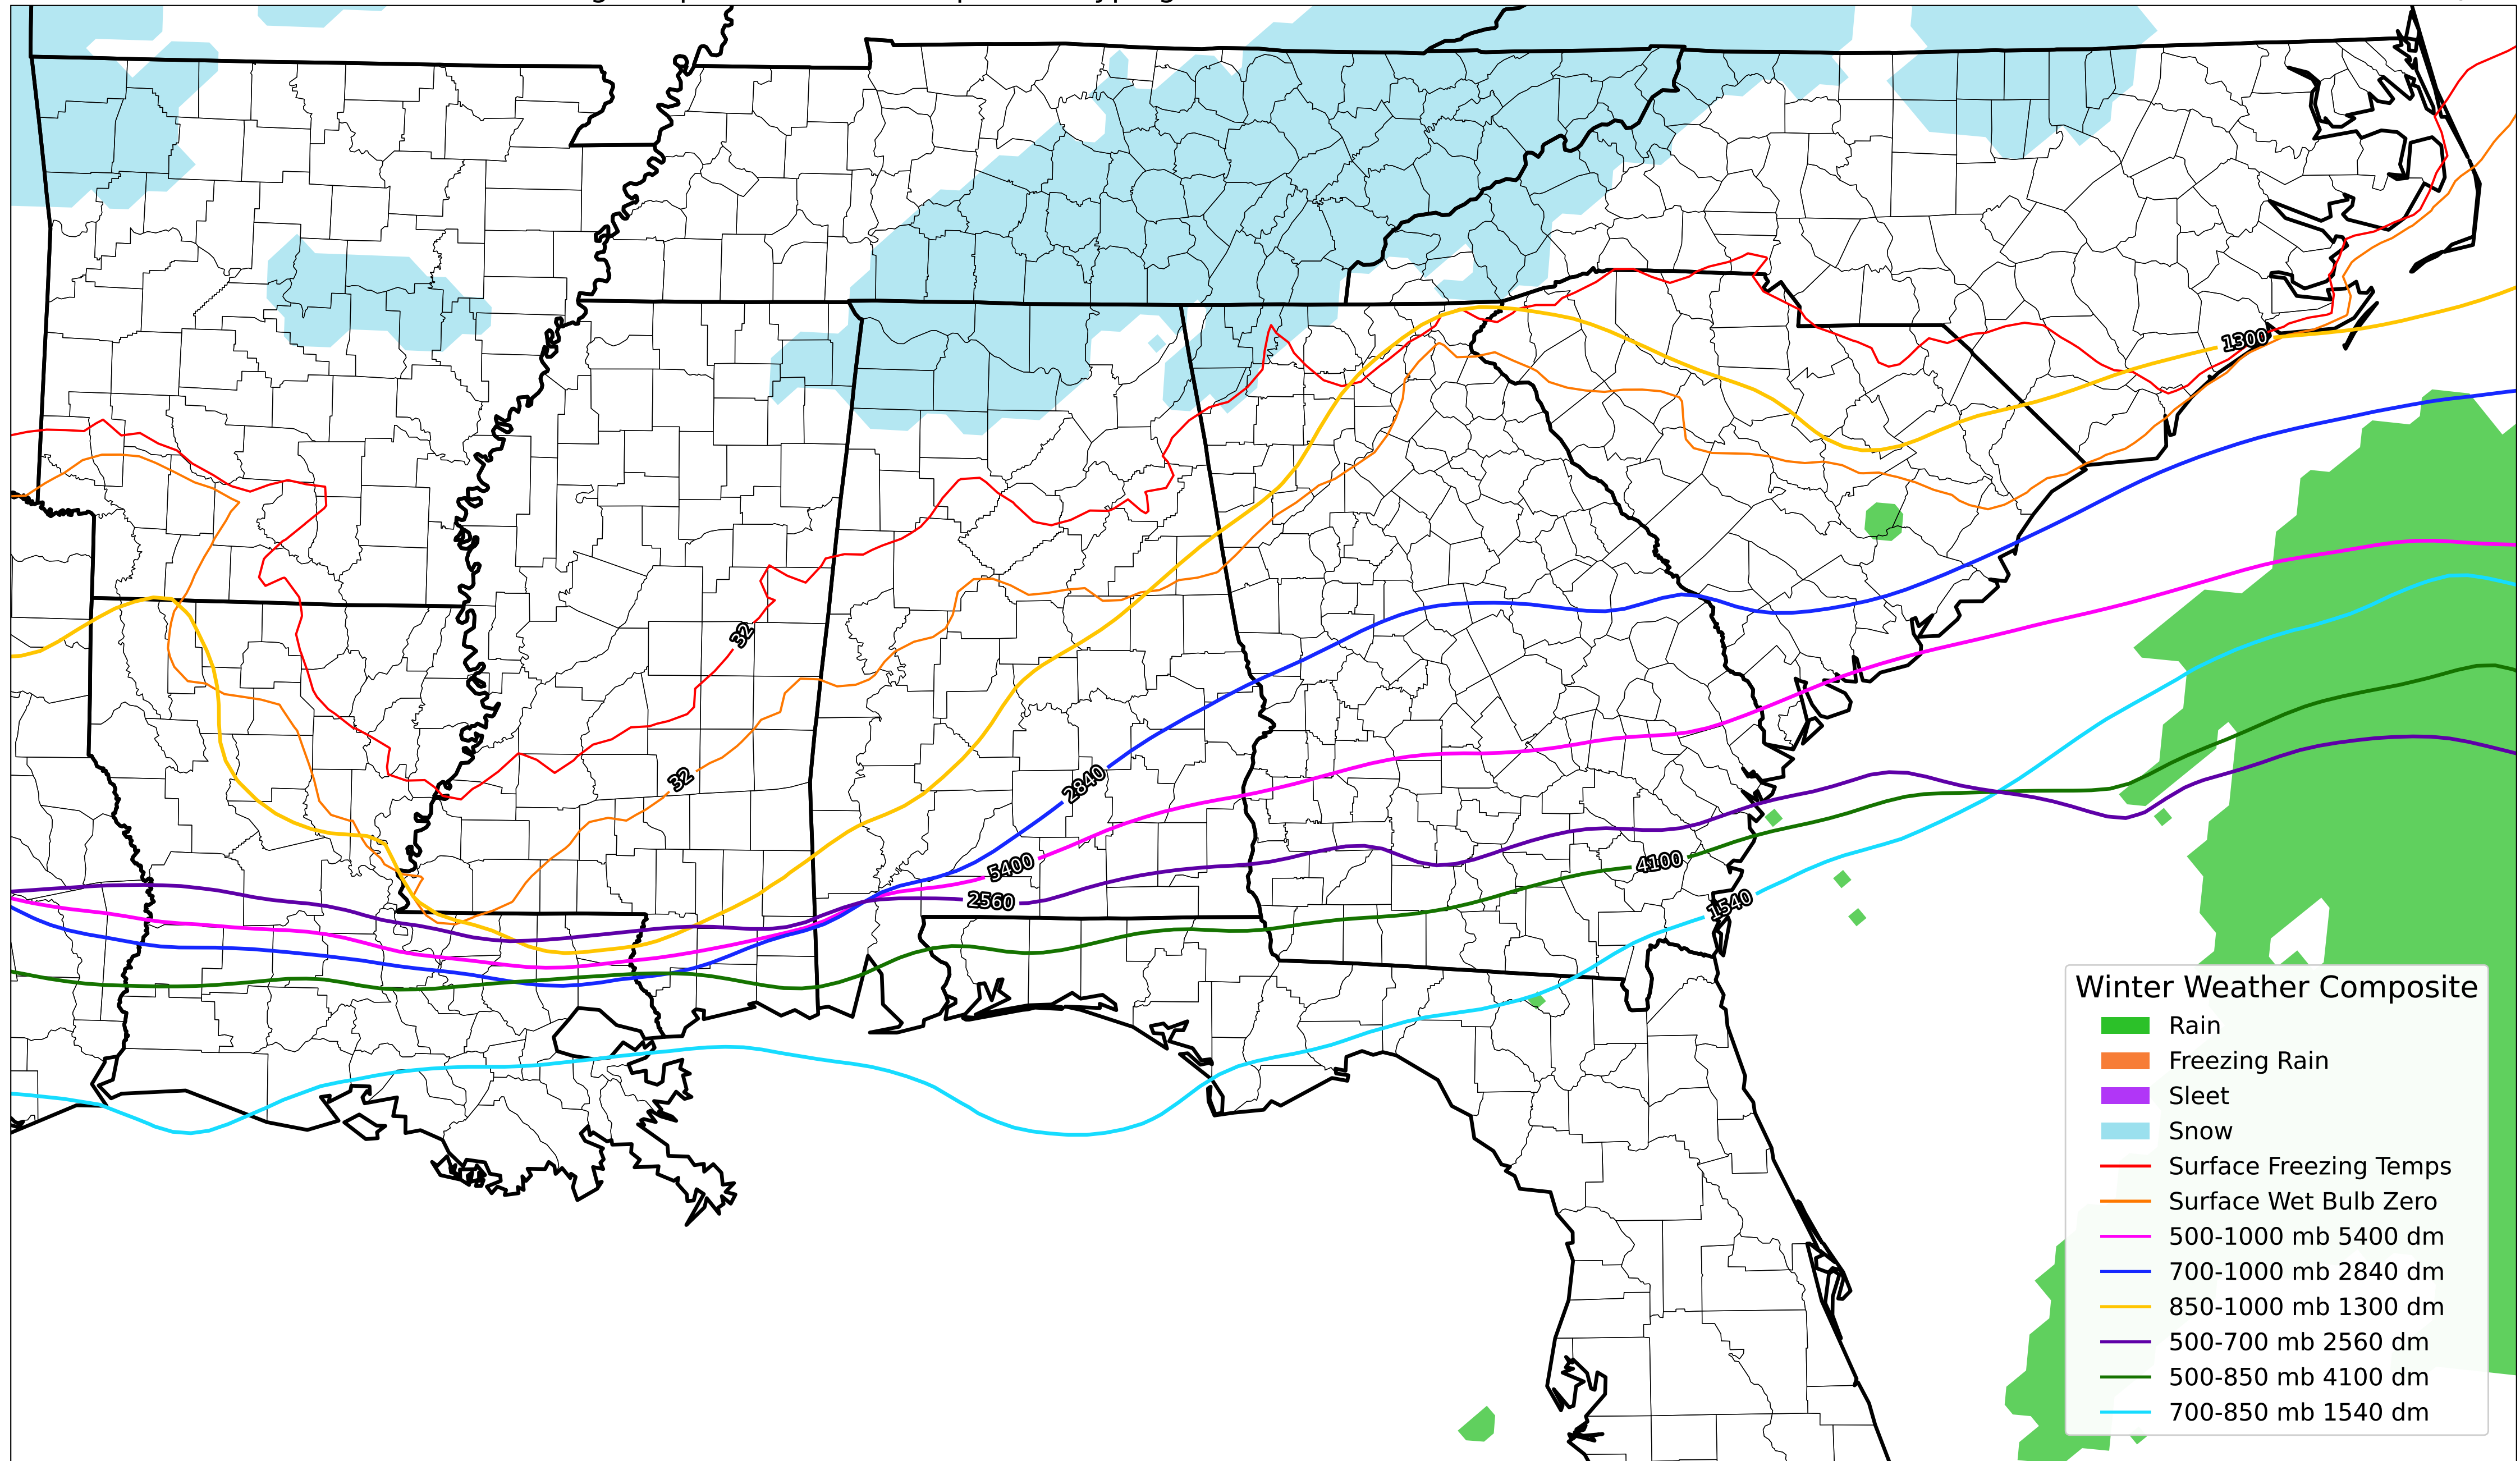 1300
32
32
2840
5400
2560
4100
1540
Winter Weather Composite
Rain
Freezing Rain
Sleet
Snow
Surface Freezing Temps
Surface Wet Bulb Zero
500-1000 mb 5400 dm
700-1000 mb 2840 dm
850-1000 mb 1300 dm
500-700 mb 2560 dm
500-850 mb 4100 dm
700-850 mb 1540 dm